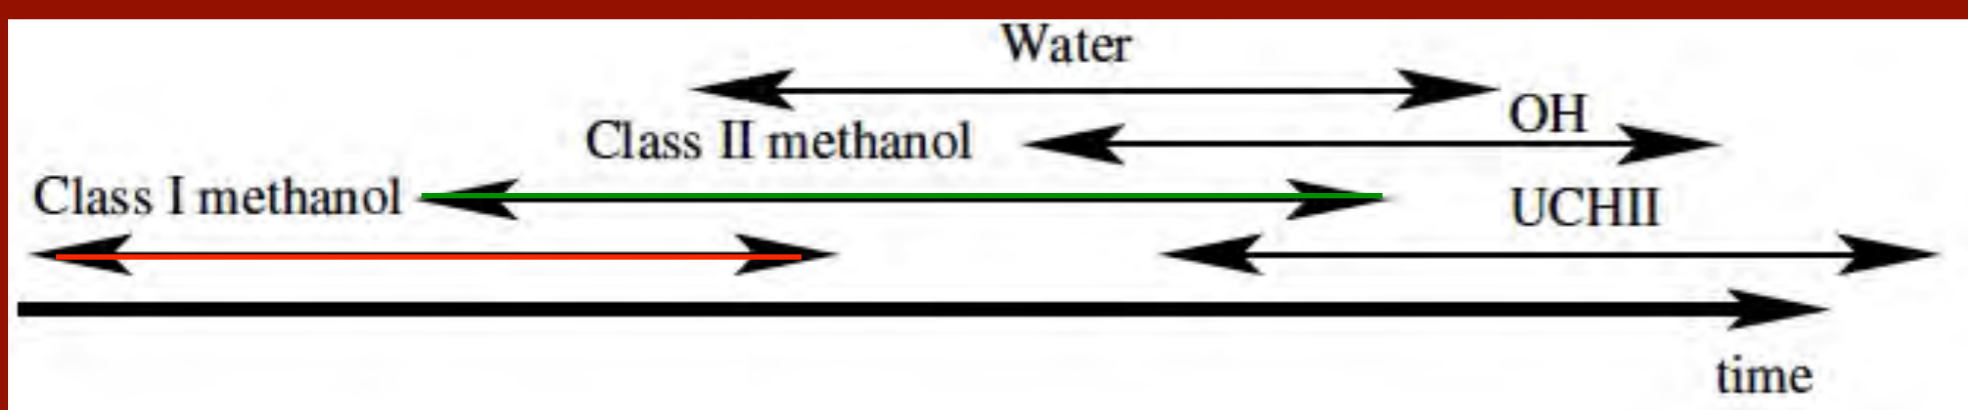 Water
OH
Class II methanol
Class I methanol
UCHII
time